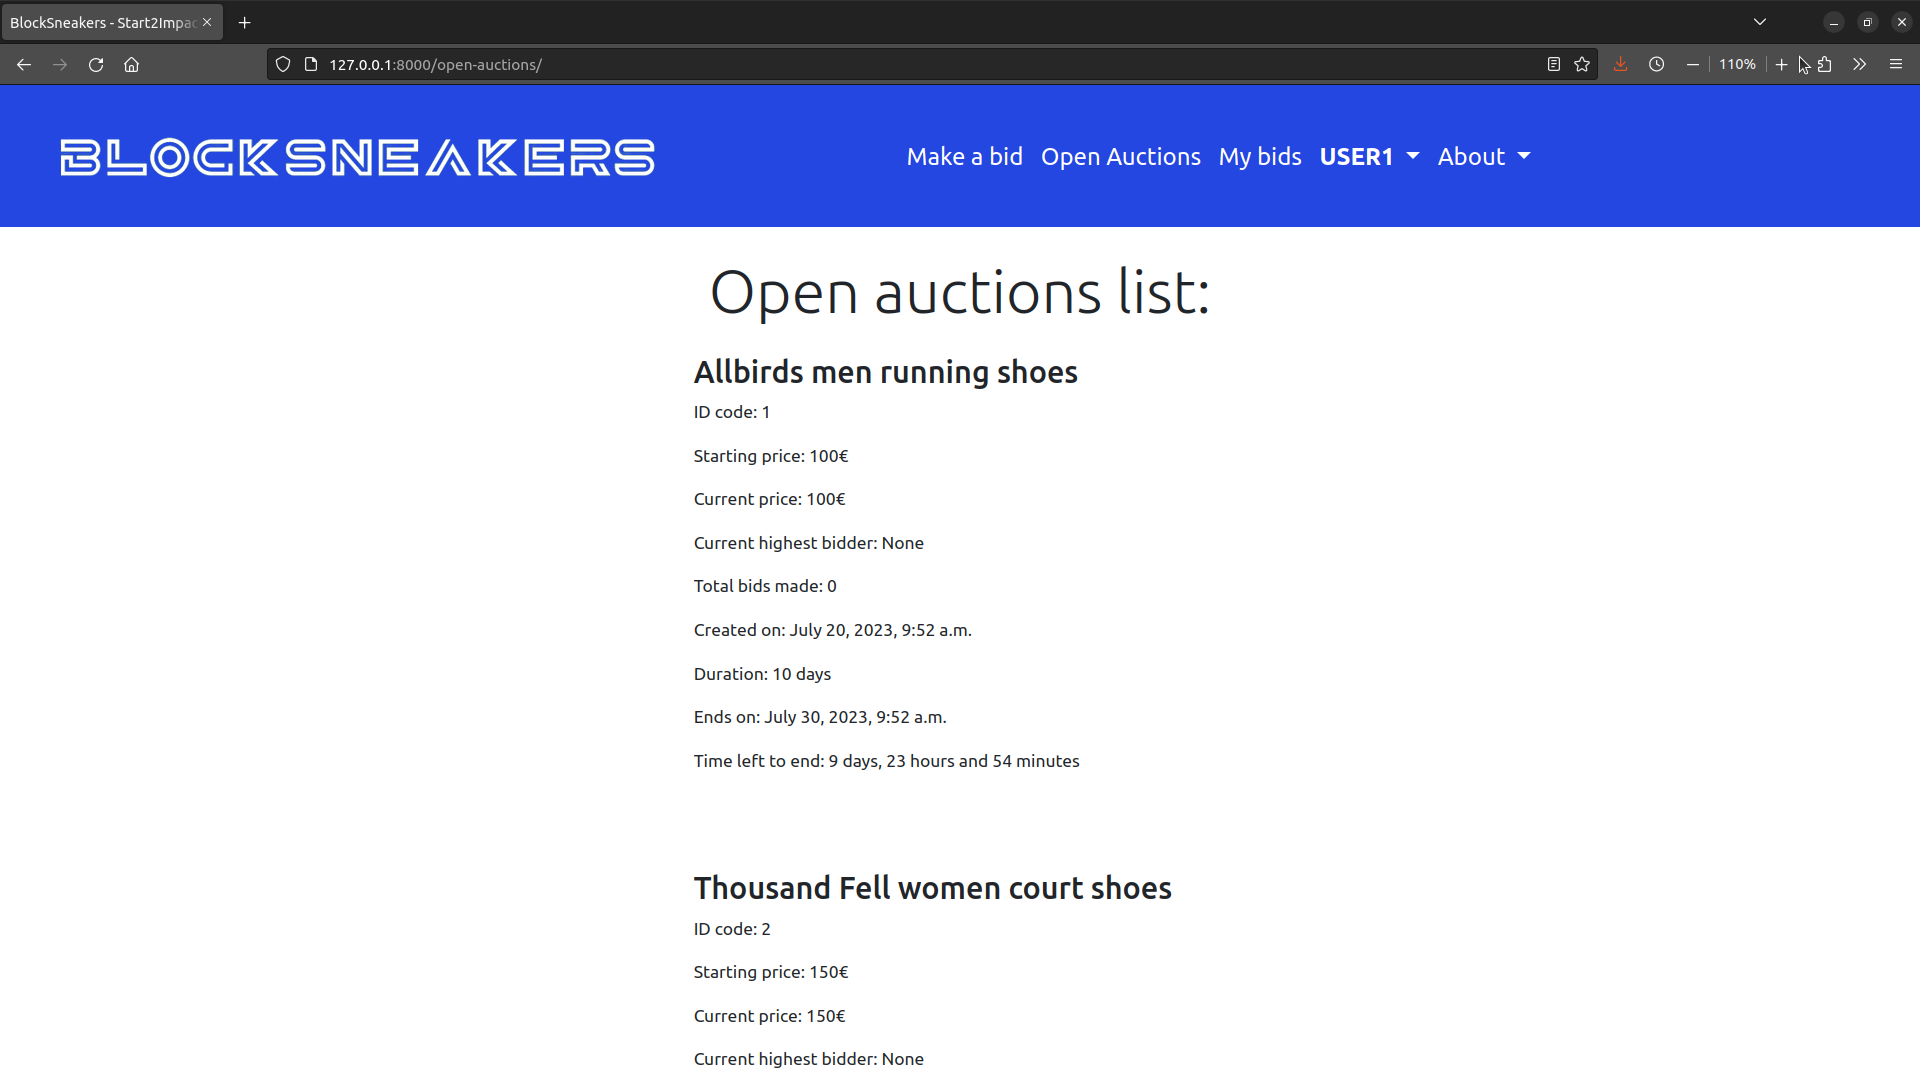 BlockSneakers - Start2Impac
127.0.0.1:8000/open-auctions/
110%
BLOCKSNEAKERS
Make a bid Open Auctions My bids USER1 About
Open auctions list:
Allbirds men running shoes
ID code: 1
Starting price: 100€
Current price: 100€
Current highest bidder: None
Total bids made: 0
Created on: July 20, 2023, 9:52 a.m.
Duration: 10 days
Ends on: July 30, 2023, 9:52 a.m.
Time left to end: 9 days, 23 hours and 54 minutes
Thousand Fell women court shoes
ID code: 2
Starting price: 150€
Current price: 150€
Current highest bidder: None